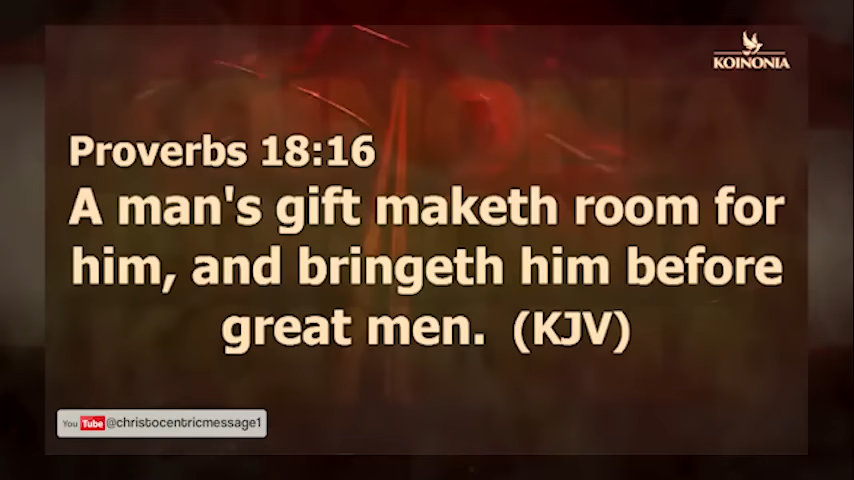 KOINONIA
Proverbs 18:16
A man's gift maketh room for
him, and bringeth him before
great men. (KJV)
You Tube @christocentricmessage1